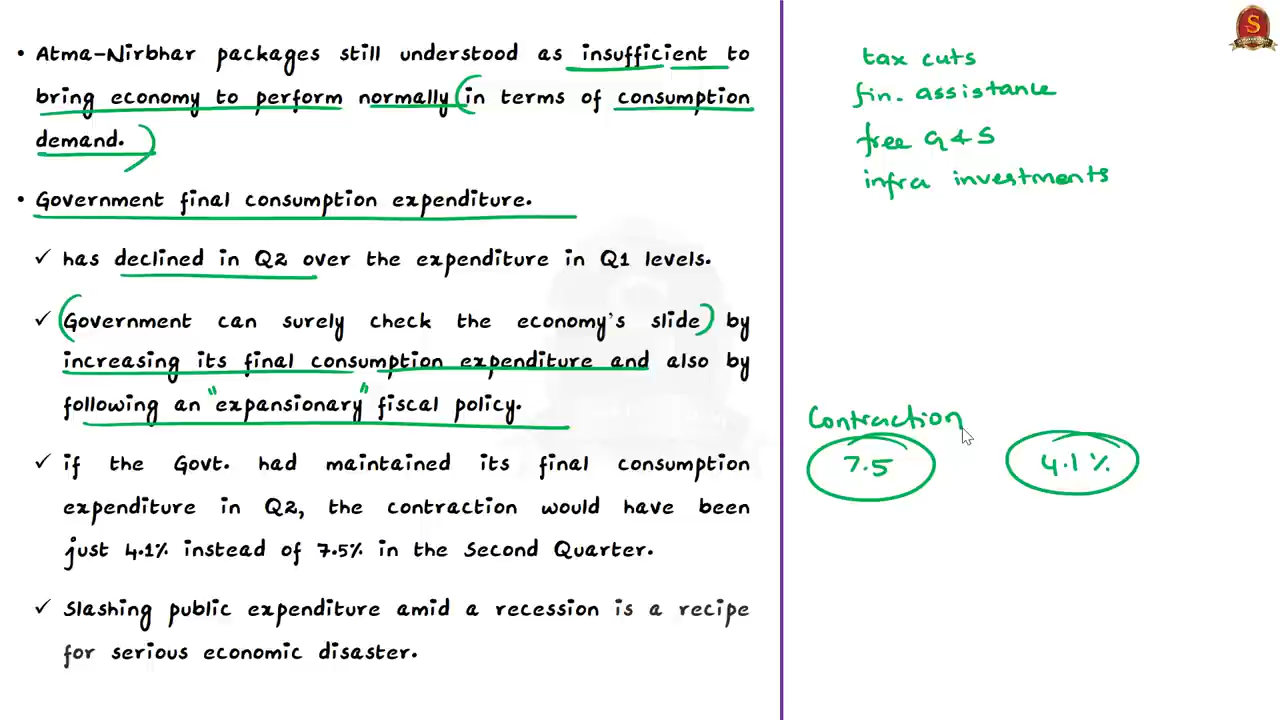 • Atma-Nirbhar packages still understood as insufficient to
bring economy to perform normally (in terms of consumption
demand.)
• Government final consumption expenditure.
✓ has declined in Q2 over the expenditure in Q1 levels.
✓ (Government can surely check the economy's slide) by
increasing its final consumption expenditure and also by
following an "expansionary" fiscal policy.
✓ if the Govt. had maintained its final consumption
expenditure in Q2, the contraction would have been
just 4.1% instead of 7.5% in the Second Quarter.
✓ Slashing public expenditure amid a recession is a recipe
for serious economic disaster.
tax cuts
fin. assistance
free G & S
infra investments
Contraction
7.5 4.1 %
S